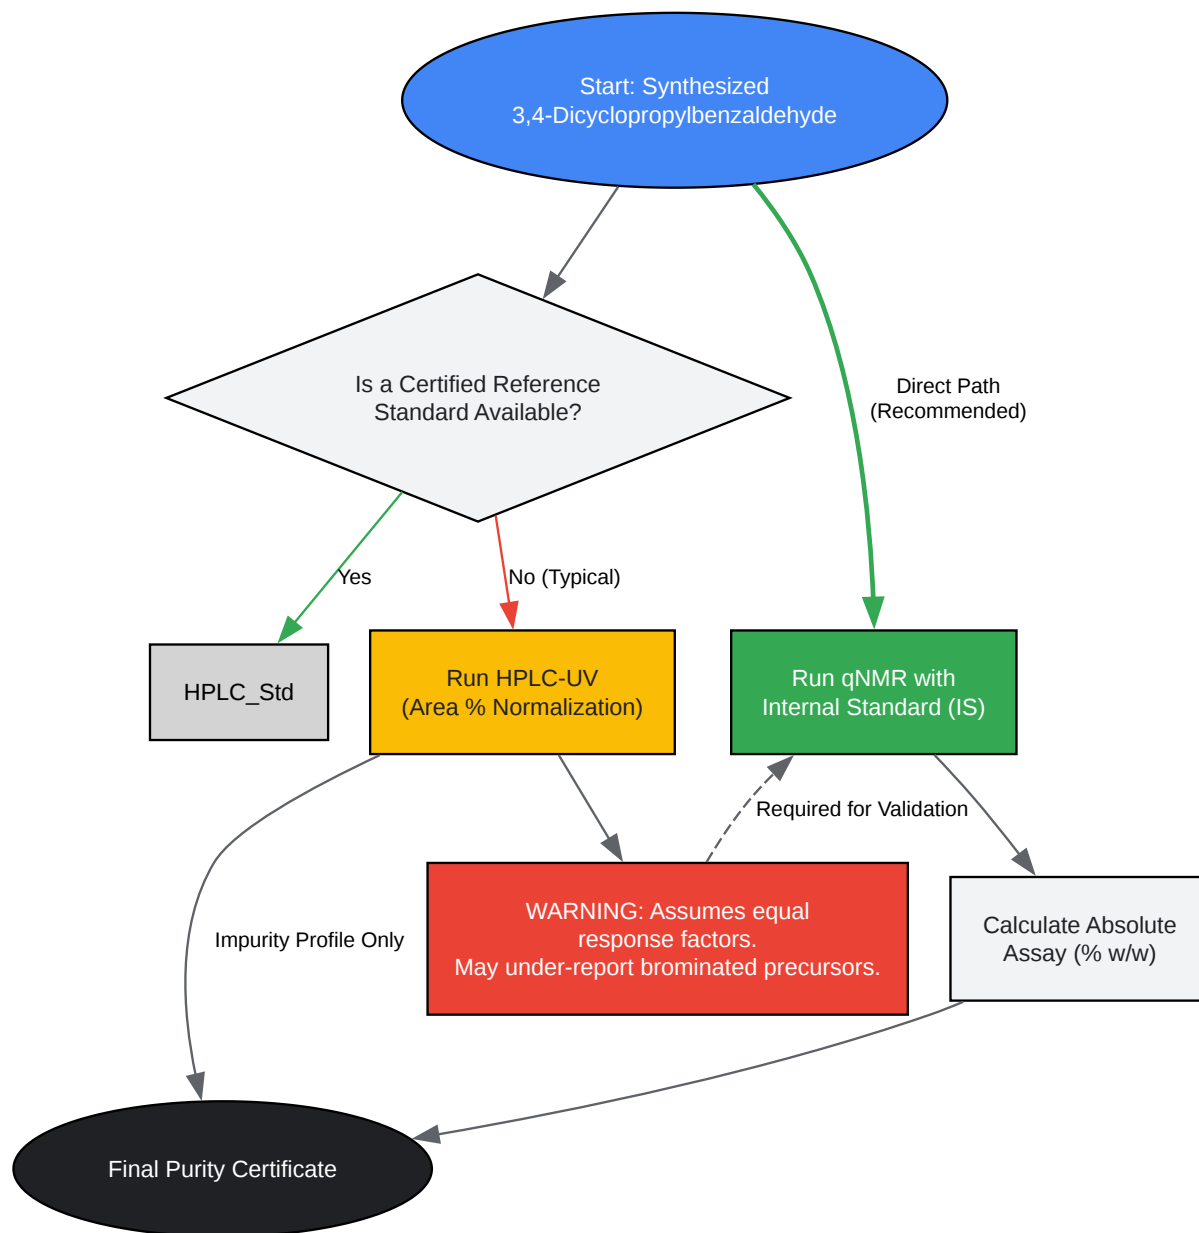 Start: Synthesized
3,4-Dicyclopropylbenzaldehyde
Is a Certified Reference
Standard Available?
Direct Path
(Recommended)
Yes
No (Typical)
HPLC_Std
Run HPLC-UV
(Area % Normalization)
Run qNMR with
Internal Standard (IS)
Required for Validation
WARNING: Assumes equal
response factors.
May under-report brominated precursors.
Calculate Absolute
Assay (% w/w)
Impurity Profile Only
Final Purity Certificate